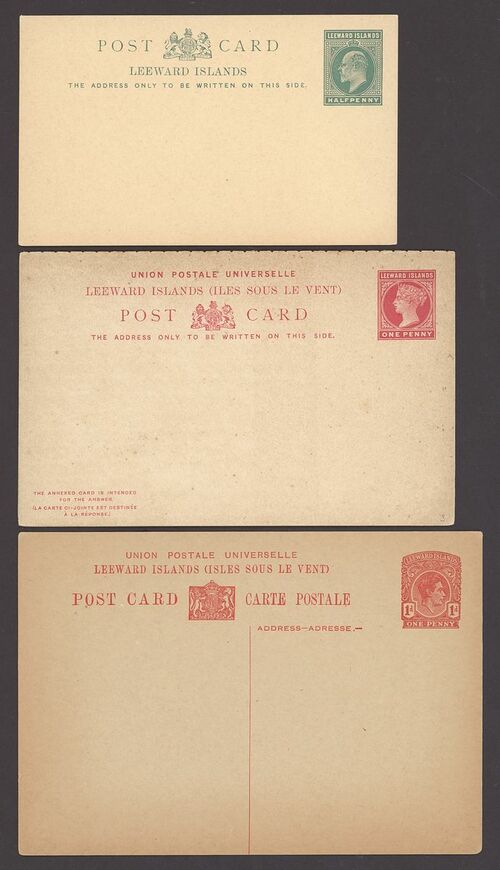 POST CARD
LEEWARD ISLANDS
THE ADDRESS ONLY TO BE WRITTEN ON THIS SIDE.
LEEWARD ISLANDS
HALFPENNY
UNION POSTALE UNIVERSELLE
LEEWARD ISLANDS (ILES SOUS LE VENT)
POST CARD
THE ADDRESS ONLY TO BE WRITTEN ON THIS SIDE.
LEEWARD ISLANDS
ONE PENNY
THE ANNEXED CARD IS INTENDED
FOR THE ANSWER.
(LA CARTE CI-JOINTE EST DESTINÉE
À LA RÉPONSE.)
3
UNION POSTALE UNIVERSELLE
LEEWARD ISLANDS (ISLES SOUS LE VENT)
POST CARD CARTE POSTALE
ADDRESS-ADRESSE.-
LEEWARD ISLANDS
1d 1d
ONE PENNY